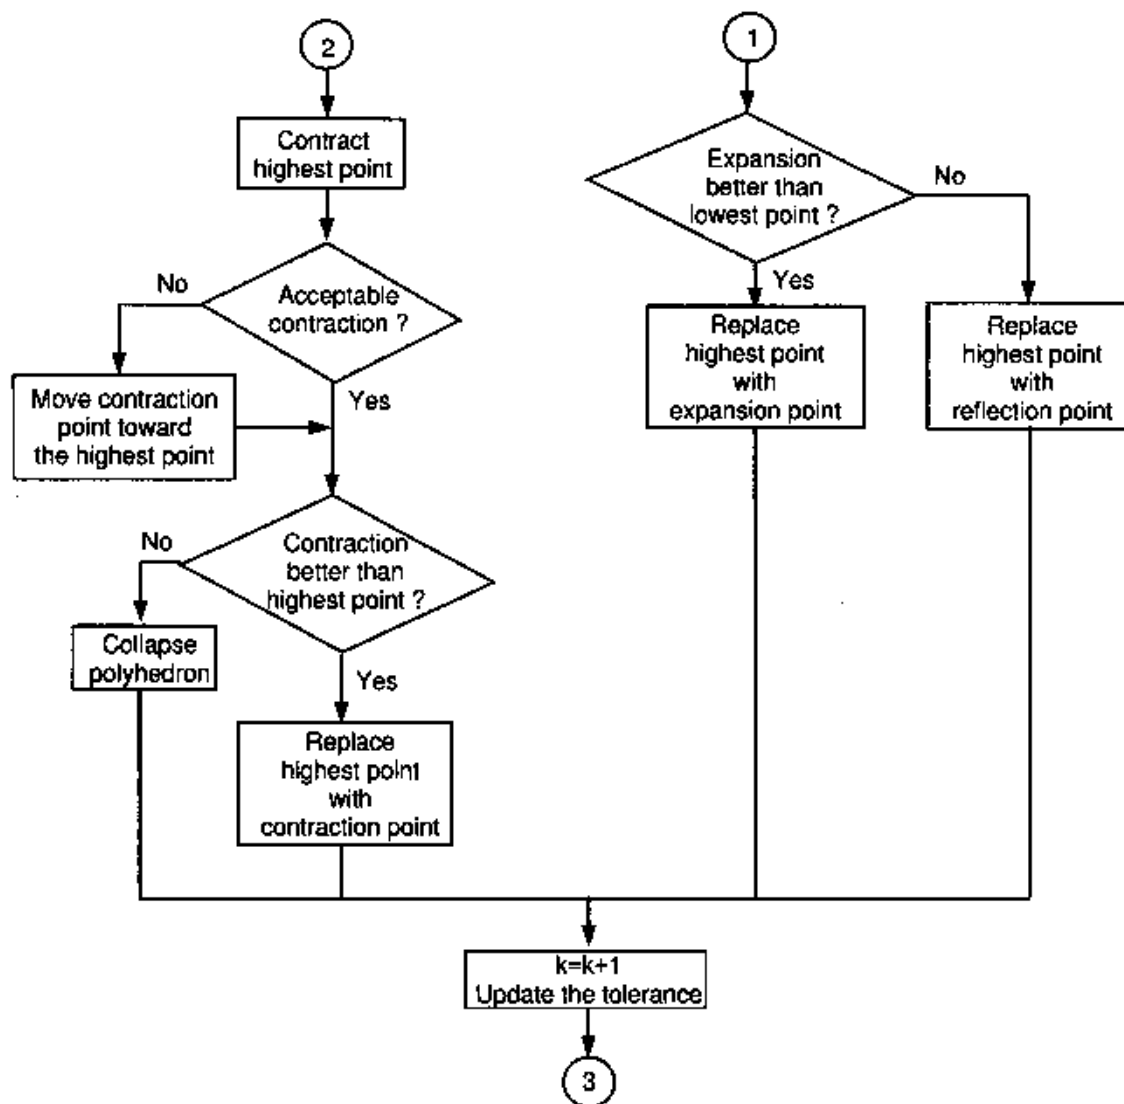 2
Contract
highest point
No
Acceptable
contraction ?
Move contraction
point toward
the highest point
Yes
No
Contraction
better than
highest point ?
Collapse
polyhedron
Yes
Replace
highest point
with
contraction point
1
Expansion
better than
lowest point ?
No
Yes
Replace
highest point
with
expansion point
Replace
highest point
with
reflection point
k=k+1
Update the tolerance
3